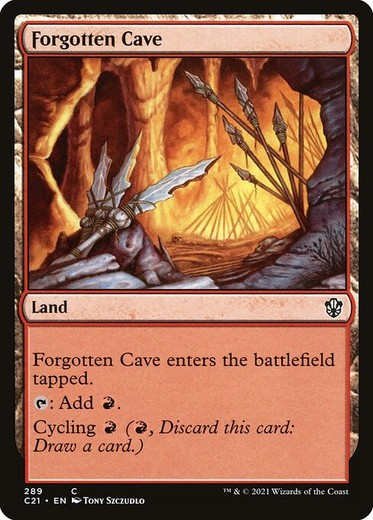 Forgotten Cave
Land
Forgotten Cave enters the battlefield
tapped.
: Add .
Cycling (, Discard this card:
Draw a card.)
289 C
C21 • EN Tony Szczudlo
™ & © 2021 Wizards of the Coast